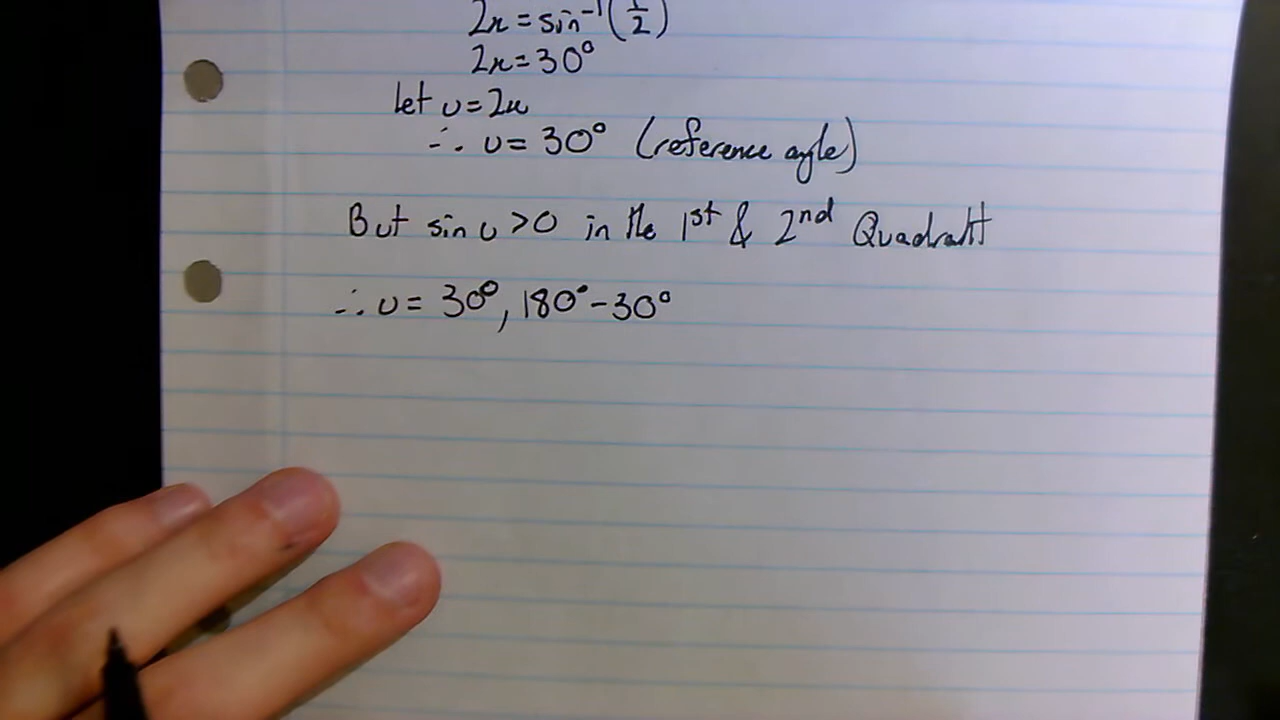 2x = sin⁻¹(1/2)
2x = 30°
let u = 2x
∴ u = 30° (reference angle)
But sin u > 0 in the 1st & 2nd Quadrant
∴ u = 30°, 180° - 30°